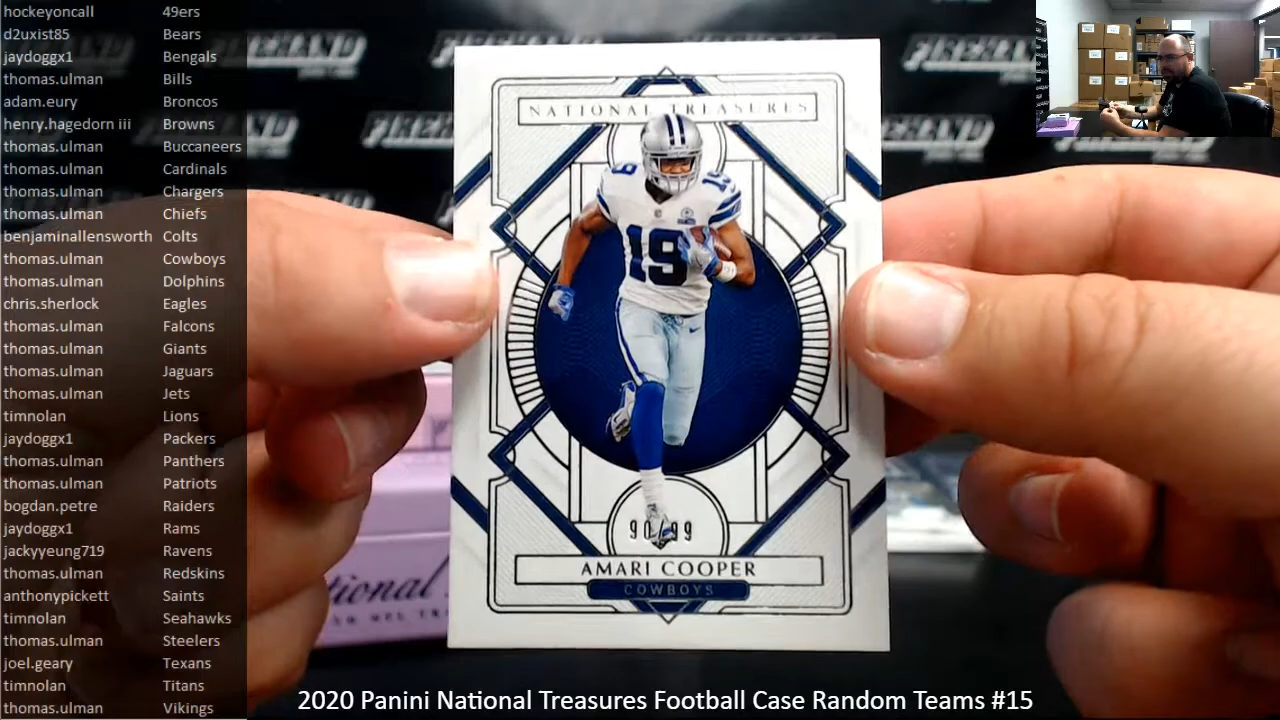 hockeyoncall 49ers
d2uxist85 Bears
jaydoggx1 Bengals
thomas.ulman Bills
adam.eury Broncos
henry.hagedorn iii Browns
thomas.ulman Buccaneers
thomas.ulman Cardinals
thomas.ulman Chargers
thomas.ulman Chiefs
benjaminallensworth Colts
thomas.ulman Cowboys
thomas.ulman Dolphins
chris.sherlock Eagles
thomas.ulman Falcons
thomas.ulman Giants
thomas.ulman Jaguars
thomas.ulman Jets
timnolan Lions
jaydoggx1 Packers
thomas.ulman Panthers
thomas.ulman Patriots
bogdan.petre Raiders
jaydoggx1 Rams
jackyyeung719 Ravens
thomas.ulman Redskins
anthonypickett Saints
timnolan Seahawks
thomas.ulman Steelers
joel.geary Texans
timnolan Titans
thomas.ulman Vikings
FIREHAND
NATIONAL TREASURES
19
90/99
AMARI COOPER
COWBOYS
2020 Panini National Treasures Football Case Random Teams #15